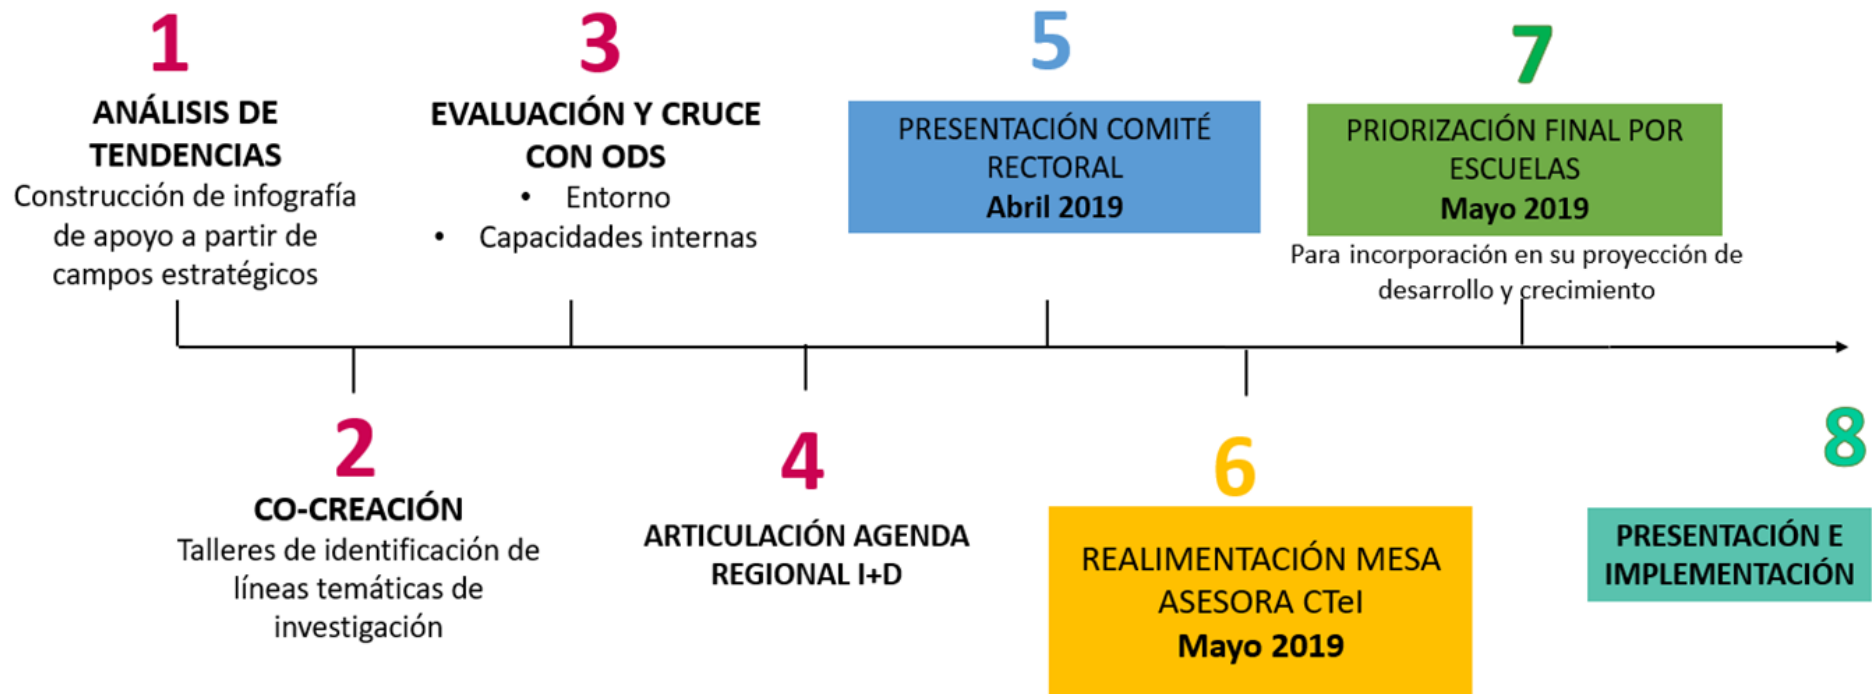 1
ANÁLISIS DE
TENDENCIAS
Construcción de infografía
de apoyo a partir de
campos estratégicos
2
CO-CREACIÓN
Talleres de identificación de
líneas temáticas de
investigación
3
EVALUACIÓN Y CRUCE
CON ODS
• Entorno
• Capacidades internas
4
ARTICULACIÓN AGENDA
REGIONAL I+D
5
PRESENTACIÓN COMITÉ
RECTORAL
Abril 2019
6
REALIMENTACIÓN MESA
ASESORA CTeI
Mayo 2019
7
PRIORIZACIÓN FINAL POR
ESCUELAS
Mayo 2019
Para incorporación en su proyección de
desarrollo y crecimiento
8
PRESENTACIÓN E
IMPLEMENTACIÓN